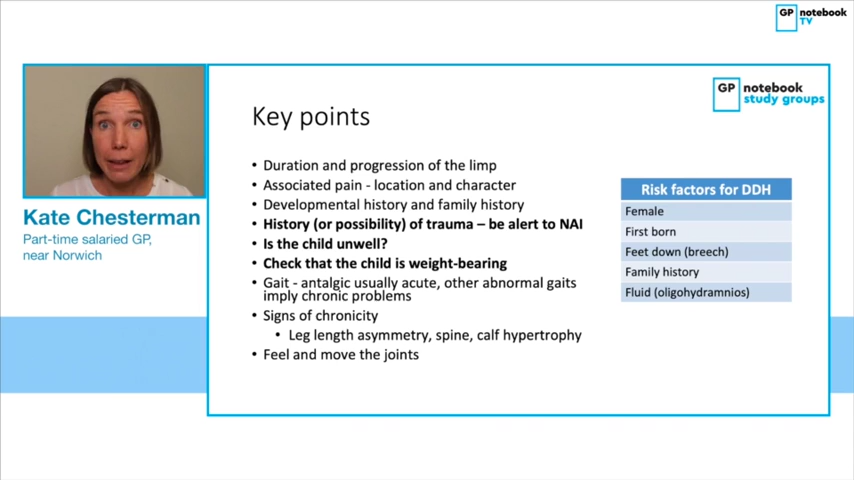 GP notebook
TV
GP notebook
study groups
Key points
• Duration and progression of the limp
• Associated pain - location and character
• Developmental history and family history
• History (or possibility) of trauma – be alert to NAI
• Is the child unwell?
• Check that the child is weight-bearing
• Gait - antalgic usually acute, other abnormal gaits
imply chronic problems
• Signs of chronicity
• Leg length asymmetry, spine, calf hypertrophy
• Feel and move the joints
Risk factors for DDH
Female
First born
Feet down (breech)
Family history
Fluid (oligohydramnios)
Kate Chesterman
Part-time salaried GP,
near Norwich